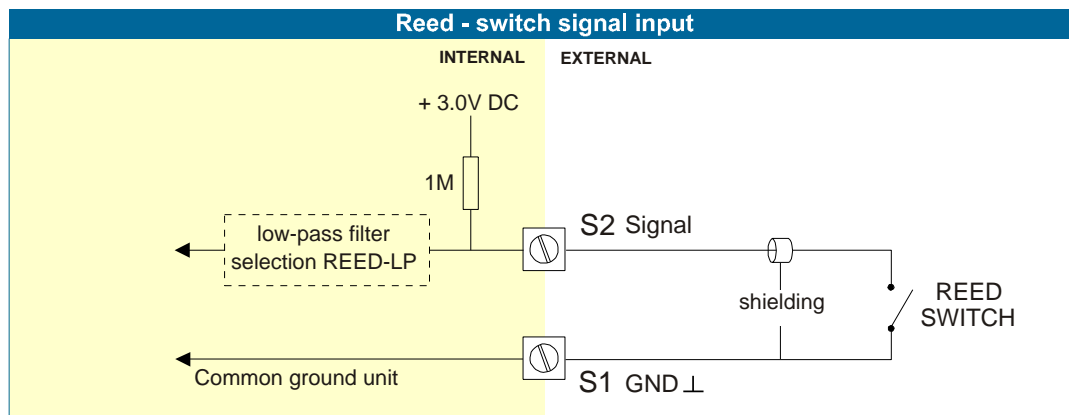 Reed - switch signal input
INTERNAL
EXTERNAL
+ 3.0V DC
1M
low-pass filter
selection REED-LP
S2 Signal
shielding
REED
SWITCH
Common ground unit
S1 GND ⊥